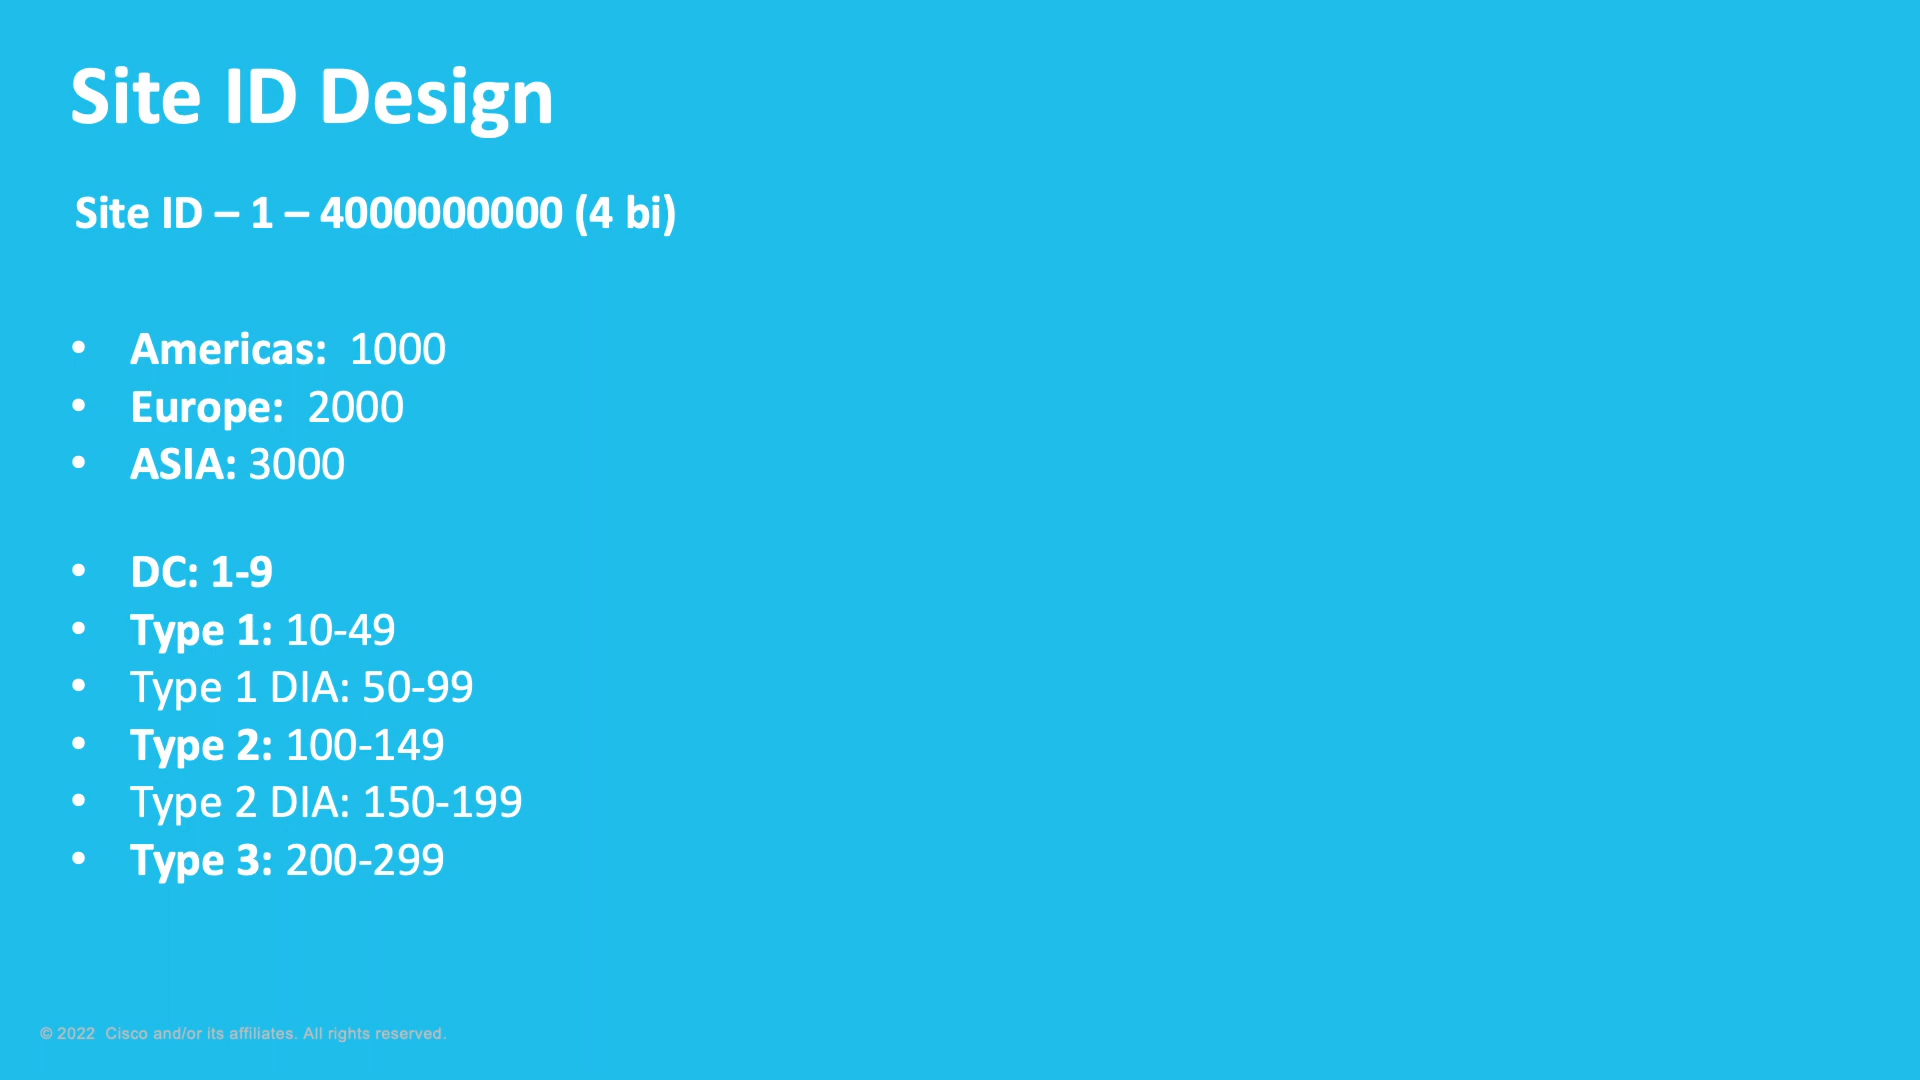 Site ID Design
Site ID – 1 – 4000000000 (4 bi)
• Americas: 1000
• Europe: 2000
• ASIA: 3000
• DC: 1-9
• Type 1: 10-49
• Type 1 DIA: 50-99
• Type 2: 100-149
• Type 2 DIA: 150-199
• Type 3: 200-299
© 2022 Cisco and/or its affiliates. All rights reserved.